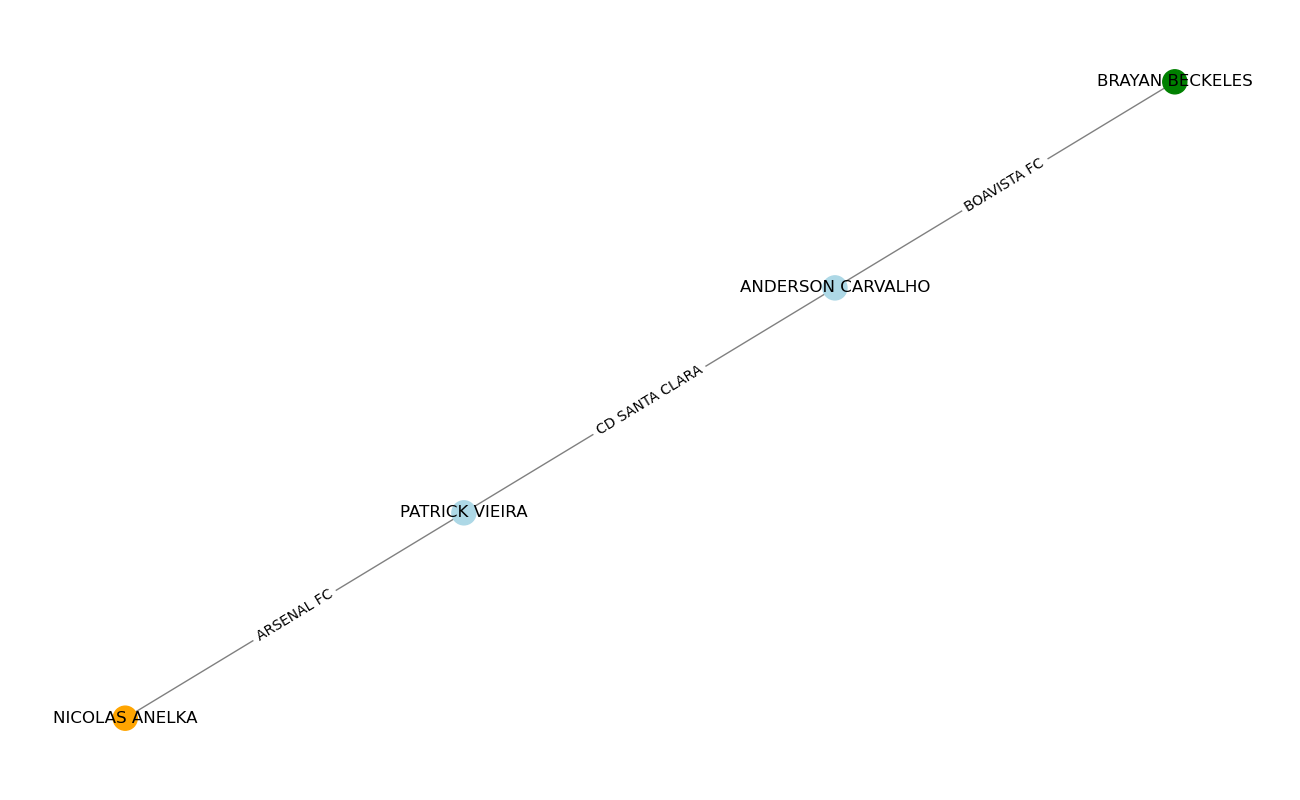 BRAYAN BECKELES
BOAVISTA FC
ANDERSON CARVALHO
CD SANTA CLARA
PATRICK VIEIRA
ARSENAL FC
NICOLAS ANELKA